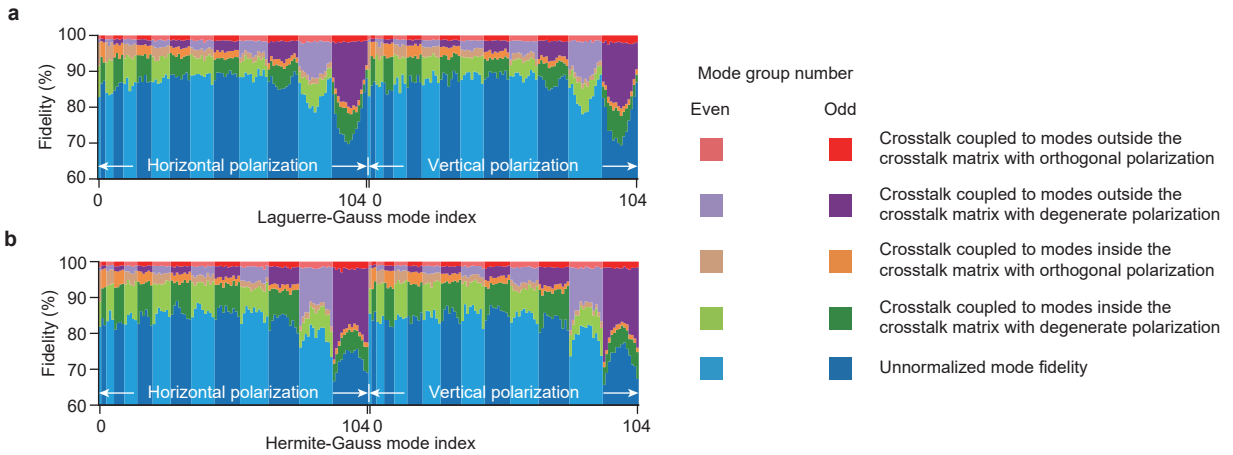 a
100
90
80
70
60
Fidelity (%)
Horizontal polarization
Vertical polarization
0
104 0
104
Laguerre-Gauss mode index
b
100
90
80
70
60
Fidelity (%)
Horizontal polarization
Vertical polarization
0
104 0
104
Hermite-Gauss mode index
Mode group number
Even
Odd
Crosstalk coupled to modes outside the
crosstalk matrix with orthogonal polarization
Crosstalk coupled to modes outside the
crosstalk matrix with degenerate polarization
Crosstalk coupled to modes inside the
crosstalk matrix with orthogonal polarization
Crosstalk coupled to modes inside the
crosstalk matrix with degenerate polarization
Unnormalized mode fidelity